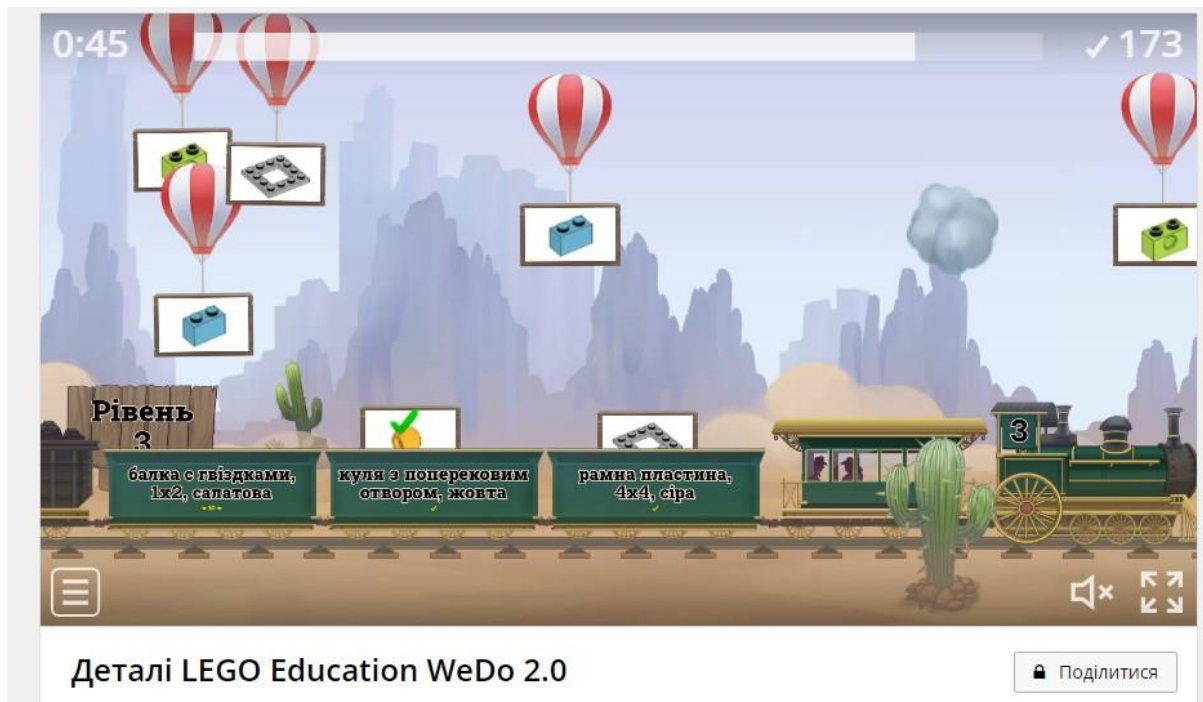 0:45
✓ 173
Рівень
3
3
балка с гвіздками,
1х2, салатова
куля з поперековим
отвором, жовта
рамна пластина,
4х4, сіра
Деталі LEGO Education WeDo 2.0
Поділитися